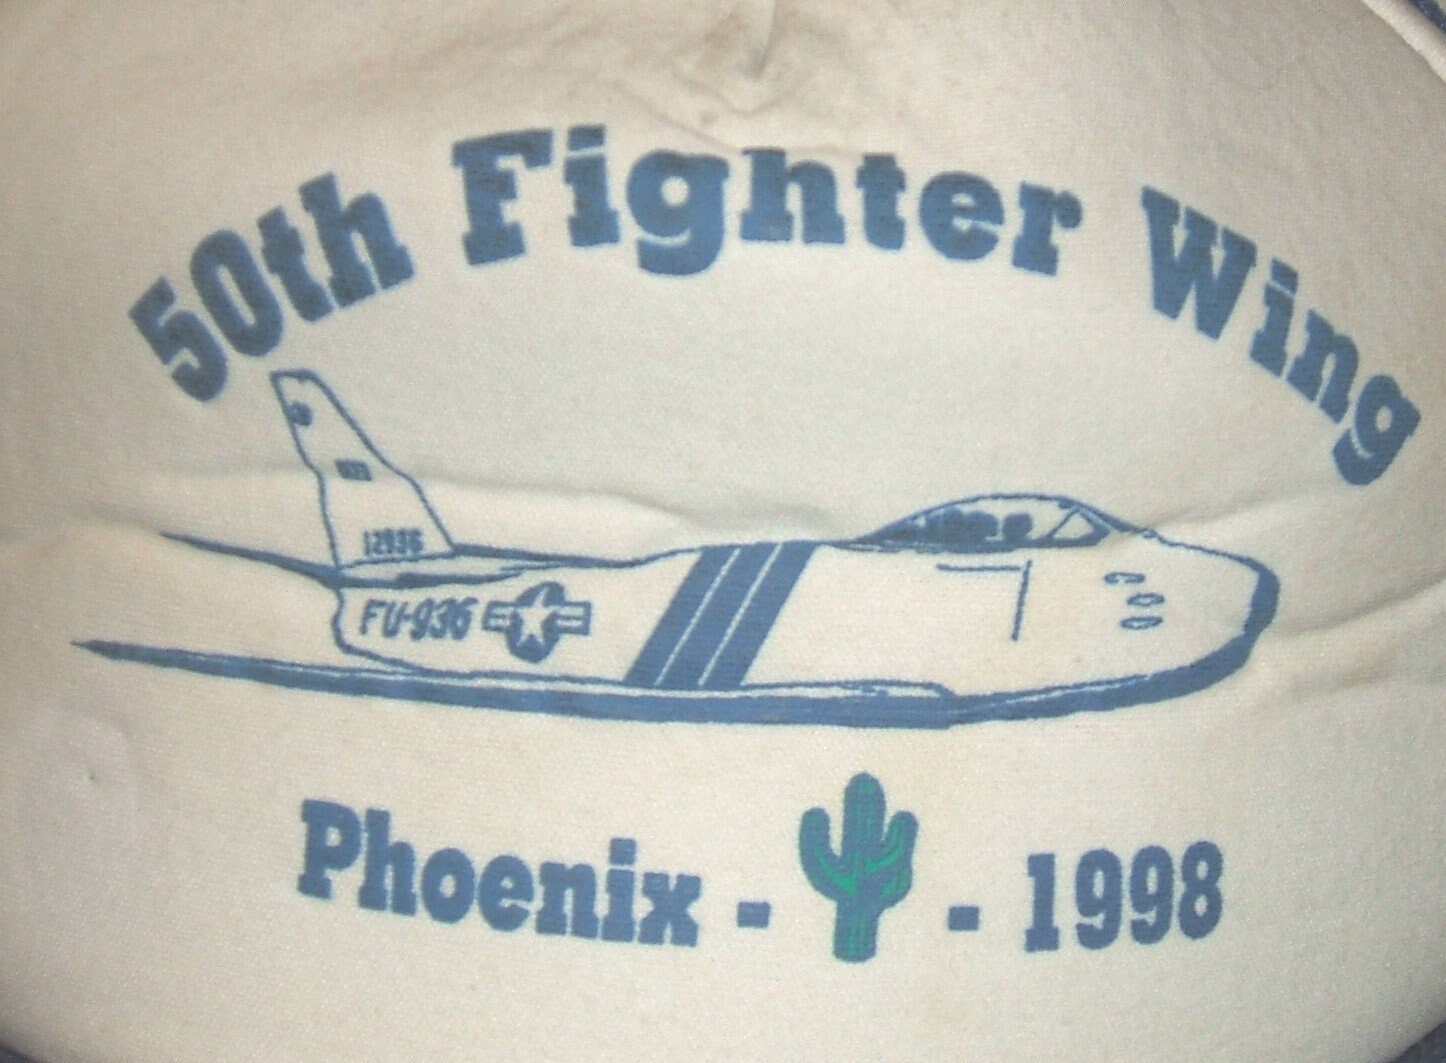 50th Fighter Wing
12936
FU-936
Phoenix - - 1998